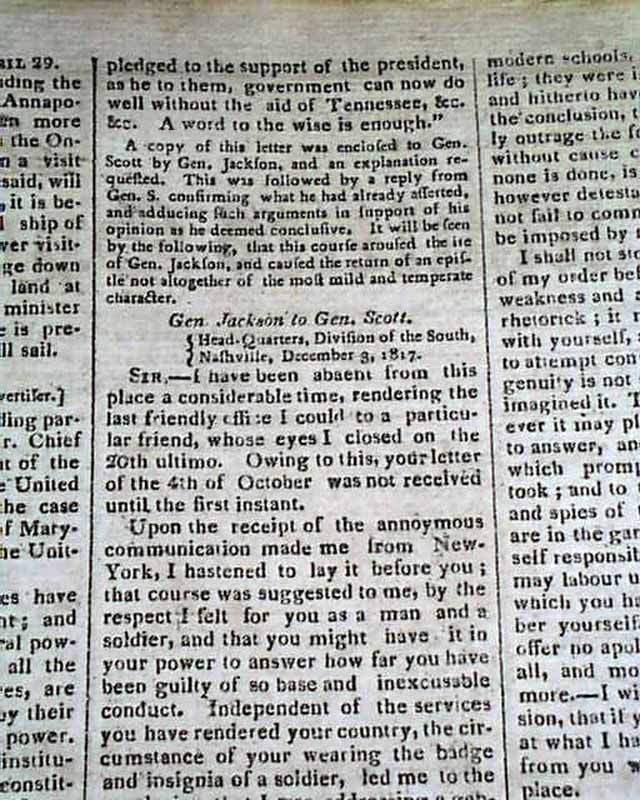 RIL 29.
ding the
Annapo-
n more
the On-
n a visit
said, will
, it is be-
l ship of
ver visit-
ge down
land at
minister
e is pre-
ll sail.
vertiser.]
ling par-
r. Chief
nt of the
e United
the case
of Mary-
he Unit-
es have
nt; and
ral pow-
all the
res, are
by their
power.
institu-
constit-
pledged to the support of the president,
as he to them, government can now do
well without the aid of Tennessee, &c.
&c. A word to the wise is enough."
A copy of this letter was enclosed to Gen.
Scott by Gen. Jackson, and an explanation re-
quested. This was followed by a reply from
Gen. S. confirming what he had already asserted,
and adducing such arguments in support of his
opinion as he deemed conclusive. It will be seen
by the following, that this course aroused the ire
of Gen. Jackson, and caused the return of an epis-
tle not altogether of the most mild and temperate
character.
Gen. Jackson to Gen. Scott.
Head-Quarters, Division of the South,
Nashville, December 3, 1817.
SIR,—I have been absent from this
place a considerable time, rendering the
last friendly office I could to a particu-
lar friend, whose eyes I closed on the
20th ultimo. Owing to this, your letter
of the 4th of October was not received
until the first instant.
Upon the receipt of the annoymous
communication made me from New-
York, I hastened to lay it before you;
that course was suggested to me, by the
respect I felt for you as a man and a
soldier, and that you might have it in
your power to answer how far you have
been guilty of so base and inexcusable
conduct. Independent of the services
you have rendered your country, the cir-
cumstance of your wearing the badge
and insignia of a soldier, led me to the
modern schools,
life; they were i
and hitherto hav
the conclusion, t
ly outrage the f
without cause c
none is done, is
however detesta
not fail to comm
be imposed by
I shall not sto
of my order be
weakness and
rhetorick; it r
with yourself, a
to attempt con
genuity is not
imagined it. T
ever it may pl
to answer, an
which promi
took; and to
and spies of
are in the gar
self responsi
may labour u
which you ha
ber yourself
offer no apol
all, and mo
more.—I wi
sion, that if y
at what I ha
from you w
place.